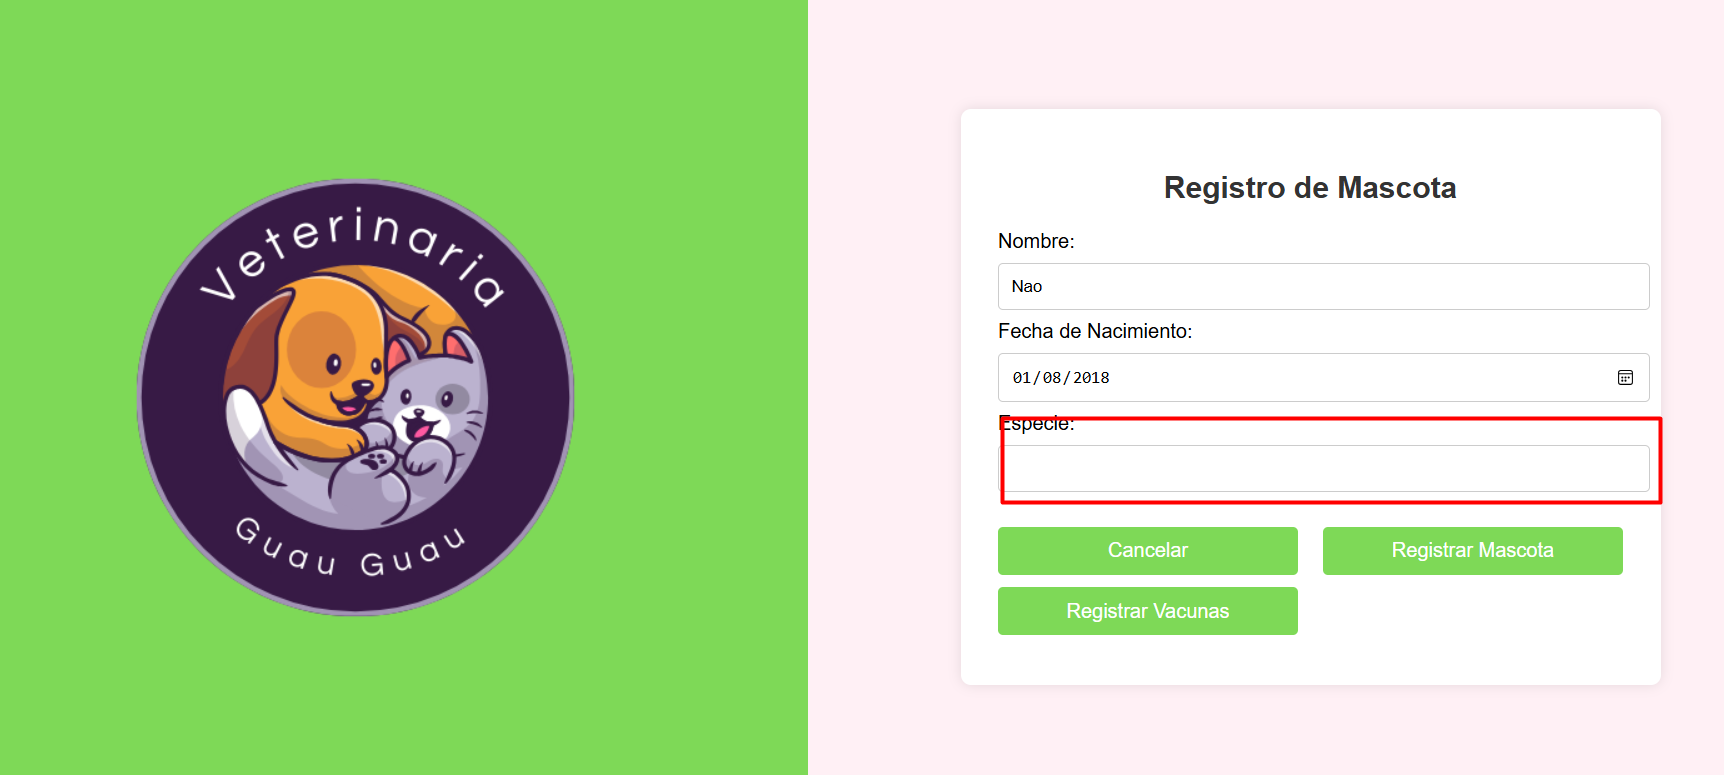 Veterinaria
Guau Guau
Registro de Mascota
Nombre:
Nao
Fecha de Nacimiento:
01/08/2018
Especie:
Cancelar
Registrar Mascota
Registrar Vacunas